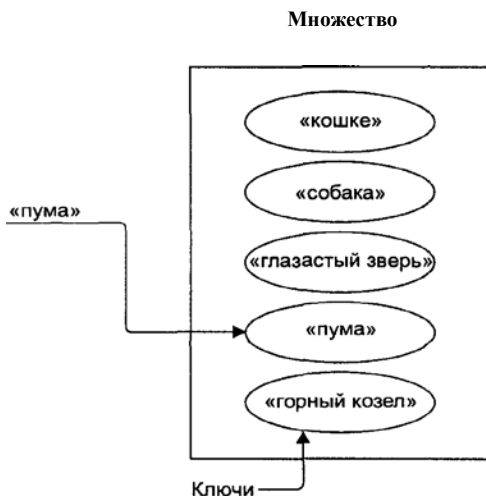 Множество
«кошке»
«собака»
«пума»
«глазастый зверь»
«пума»
«горный козел»
Ключи